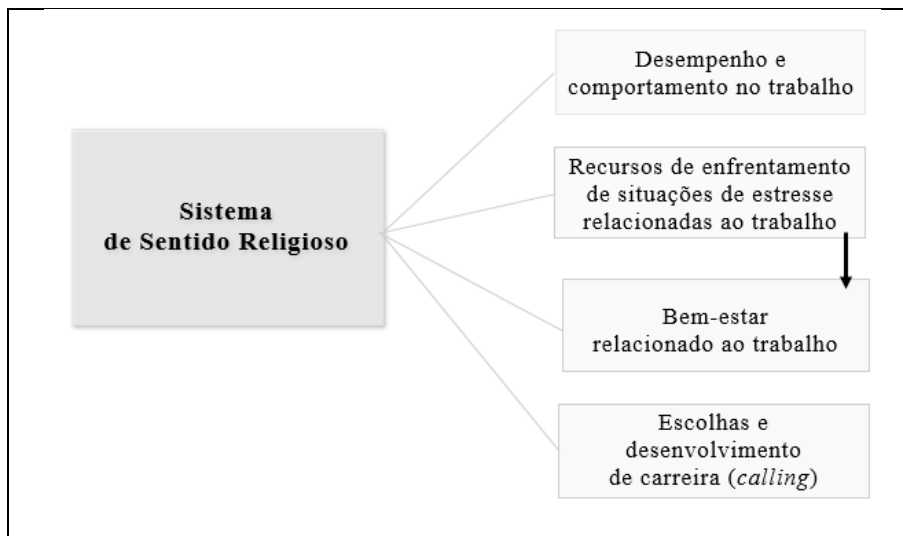 Sistema
de Sentido Religioso
Desempenho e
comportamento no trabalho
Recursos de enfrentamento
de situações de estresse
relacionadas ao trabalho
Bem-estar
relacionado ao trabalho
Escolhas e
desenvolvimento
de carreira (calling)